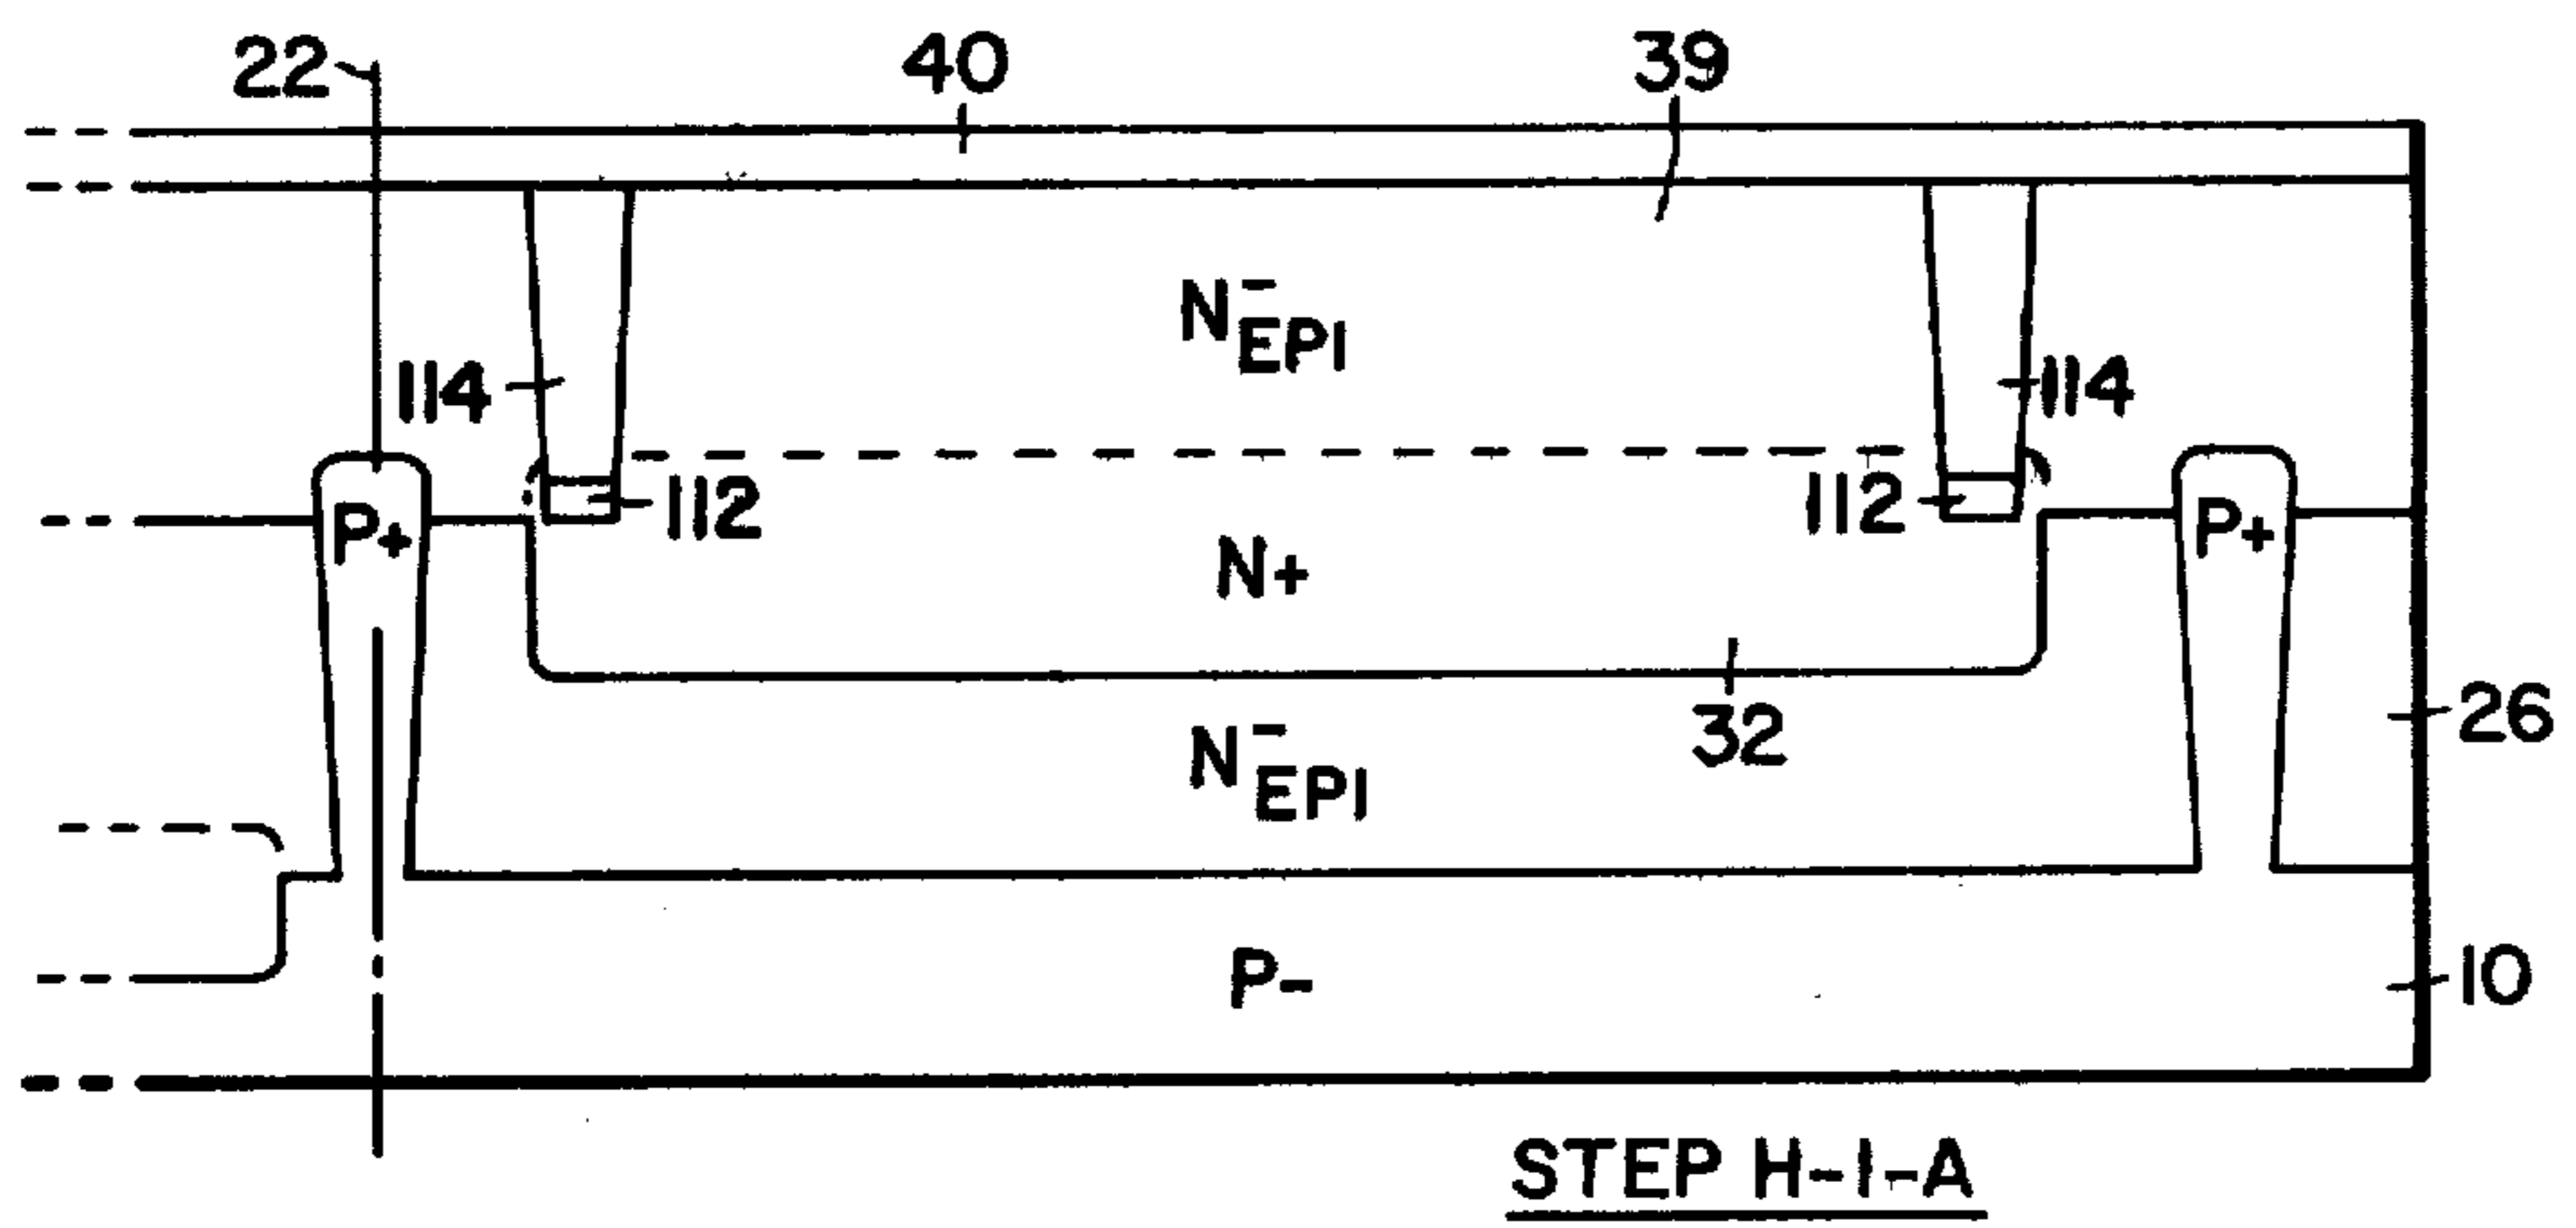 22
40
39
N⁻EPI
114
114
112
112
P+
P+
N+
32
26
N⁻EPI
P-
10
STEP H-1-A